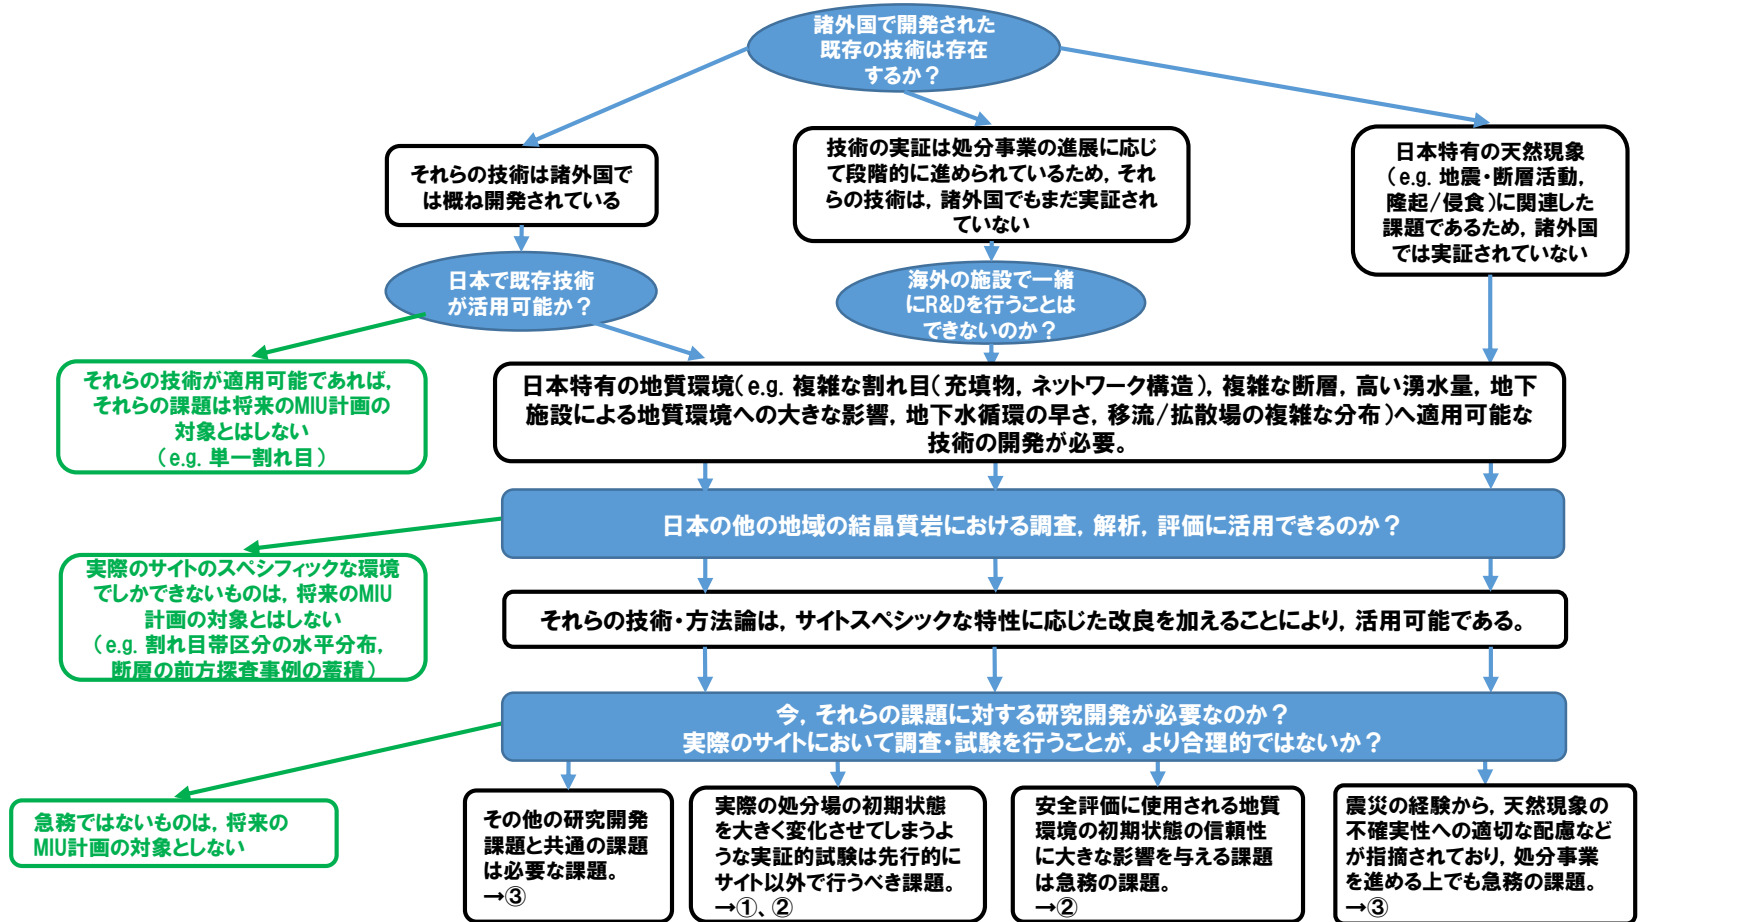 諸外国で開発された
既存の技術は存在
するか？
それらの技術は諸外国で
は概ね開発されている
技術の実証は処分事業の進展に応じ
て段階的に進められているため，それ
らの技術は，諸外国でもまだ実証され
ていない
日本特有の天然現象
（e.g. 地震・断層活動，
隆起/侵食）に関連した
課題であるため，諸外国
では実証されていない
日本で既存技術
が活用可能か？
海外の施設で一緒
にR&Dを行うことは
できないのか？
それらの技術が適用可能であれば，
それらの課題は将来のMIU計画の
対象とはしない
（e.g. 単一割れ目）
日本特有の地質環境（e.g. 複雑な割れ目（充填物，ネットワーク構造），複雑な断層，高い湧水量，地下
施設による地質環境への大きな影響，地下水循環の早さ，移流/拡散場の複雑な分布）へ適用可能な
技術の開発が必要。
日本の他の地域の結晶質岩における調査，解析，評価に活用できるのか？
実際のサイトのスペシフィックな環境
でしかできないものは，将来のMIU
計画の対象とはしない
（e.g. 割れ目帯区分の水平分布，
断層の前方探査事例の蓄積）
それらの技術・方法論は，サイトスペシックな特性に応じた改良を加えることにより，活用可能である。
今，それらの課題に対する研究開発が必要なのか？
実際のサイトにおいて調査・試験を行うことが，より合理的ではないか？
急務ではないものは，将来の
MIU計画の対象としない
その他の研究開発
課題と共通の課題
は必要な課題。
→③
実際の処分場の初期状態
を大きく変化させてしまうよ
うな実証的試験は先行的に
サイト以外で行うべき課題。
→①、②
安全評価に使用される地質
環境の初期状態の信頼性
に大きな影響を与える課題
は急務の課題。
→②
震災の経験から，天然現象の
不確実性への適切な配慮など
が指摘されており，処分事業
を進める上でも急務の課題。
→③